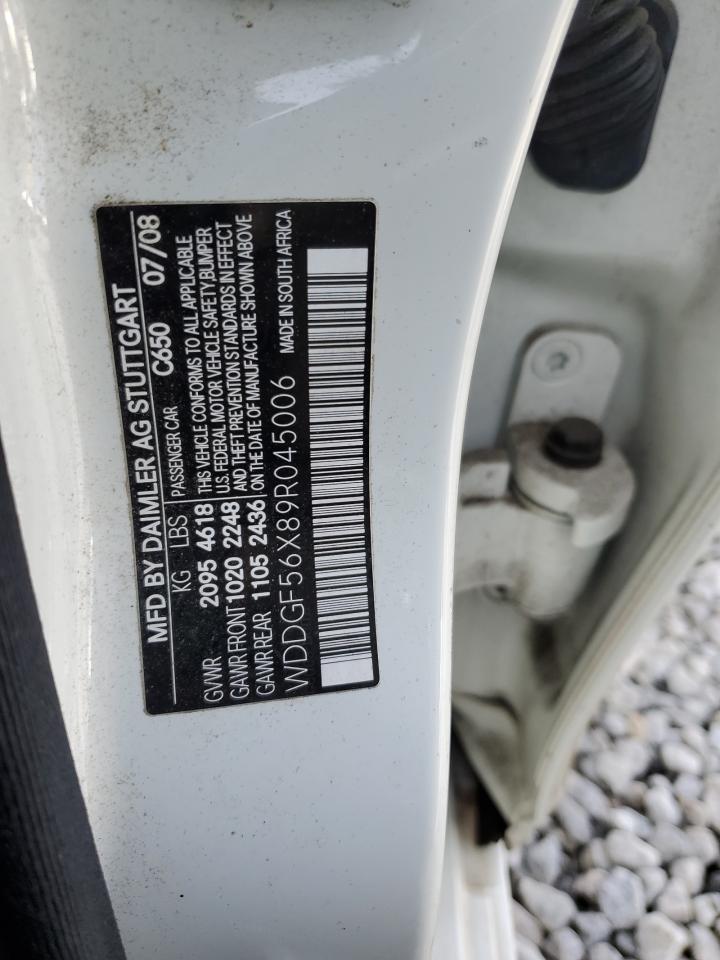 MFD BY DAIMLER AG STUTTGART
KG LBS PASSENGER CAR C650 07/08
GVWR 2095 4618
GAWR FRONT 1020 2248
GAWR REAR 1105 2436
THIS VEHICLE CONFORMS TO ALL APPLICABLE
U.S. FEDERAL MOTOR VEHICLE SAFETY, BUMPER
AND THEFT PREVENTION STANDARDS IN EFFECT
ON THE DATE OF MANUFACTURE SHOWN ABOVE
WDDGF56X89R045006 MADE IN SOUTH AFRICA